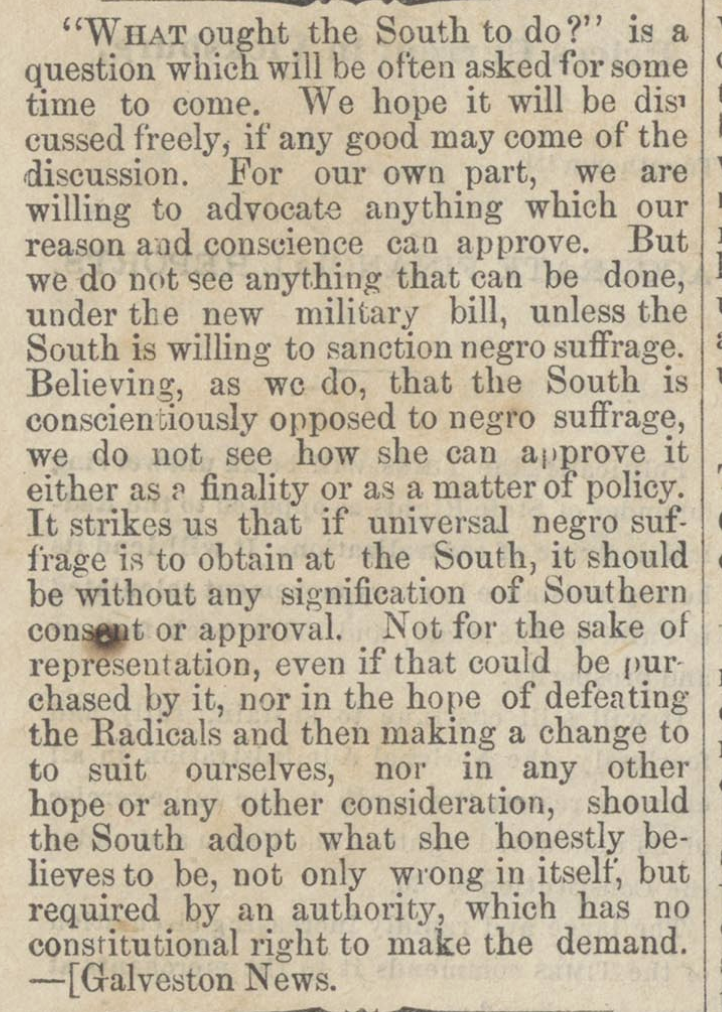 "WHAT ought the South to do?" is a
question which will be often asked for some
time to come. We hope it will be dis-
cussed freely, if any good may come of the
discussion. For our own part, we are
willing to advocate anything which our
reason and conscience can approve. But
we do not see anything that can be done,
under the new military bill, unless the
South is willing to sanction negro suffrage.
Believing, as we do, that the South is
conscientiously opposed to negro suffrage,
we do not see how she can approve it
either as a finality or as a matter of policy.
It strikes us that if universal negro suf-
frage is to obtain at the South, it should
be without any signification of Southern
consent or approval. Not for the sake of
representation, even if that could be pur-
chased by it, nor in the hope of defeating
the Radicals and then making a change to
to suit ourselves, nor in any other
hope or any other consideration, should
the South adopt what she honestly be-
lieves to be, not only wrong in itself, but
required by an authority, which has no
constitutional right to make the demand.
—[Galveston News.